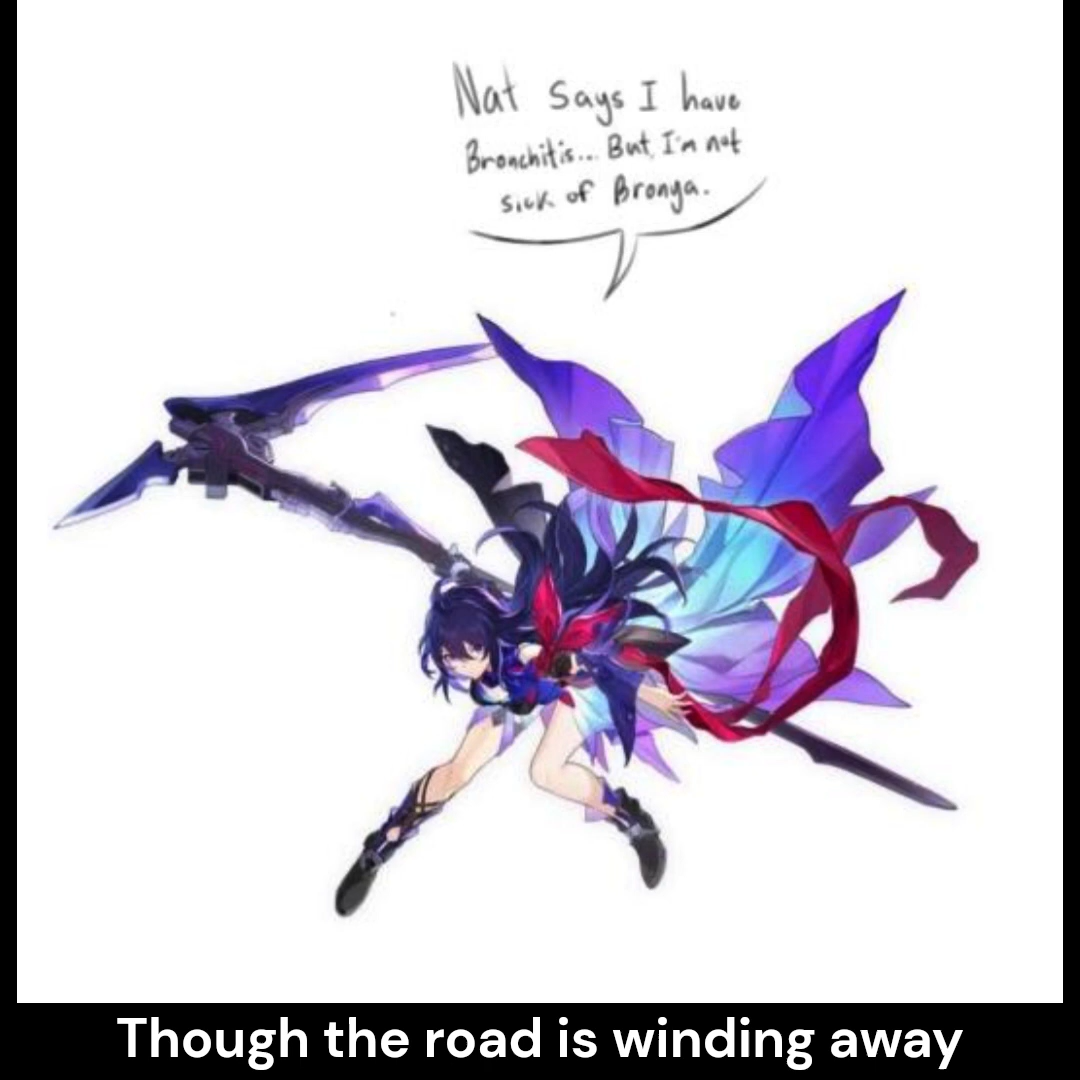 Nat says I have
Bronchitis... But, I'm not
sick of Bronya.
Though the road is winding away